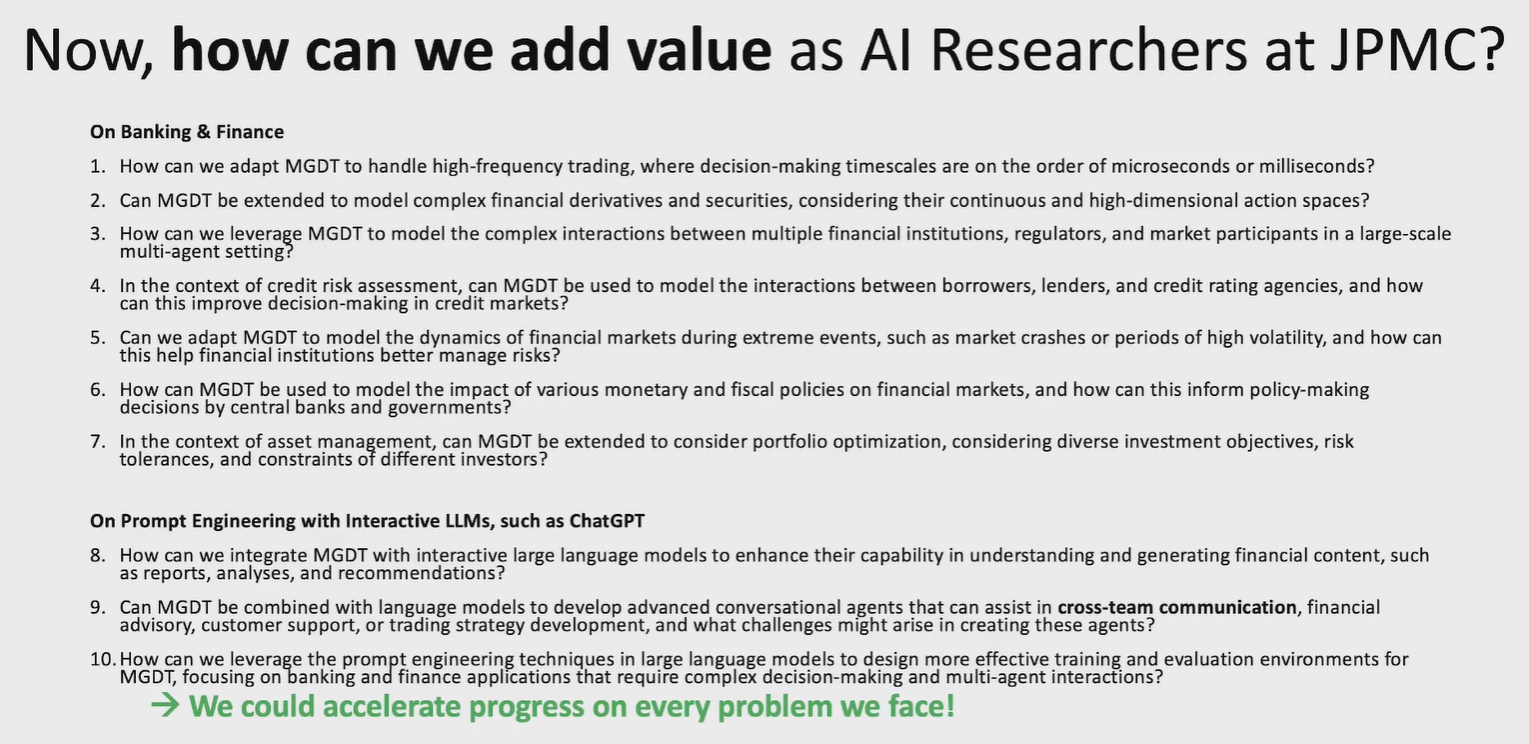 Now, how can we add value as AI Researchers at JPMC?
On Banking & Finance
1. How can we adapt MGDT to handle high-frequency trading, where decision-making timescales are on the order of microseconds or milliseconds?
2. Can MGDT be extended to model complex financial derivatives and securities, considering their continuous and high-dimensional action spaces?
3. How can we leverage MGDT to model the complex interactions between multiple financial institutions, regulators, and market participants in a large-scale
multi-agent setting?
4. In the context of credit risk assessment, can MGDT be used to model the interactions between borrowers, lenders, and credit rating agencies, and how
can this improve decision-making in credit markets?
5. Can we adapt MGDT to model the dynamics of financial markets during extreme events, such as market crashes or periods of high volatility, and how can
this help financial institutions better manage risks?
6. How can MGDT be used to model the impact of various monetary and fiscal policies on financial markets, and how can this inform policy-making
decisions by central banks and governments?
7. In the context of asset management, can MGDT be extended to consider portfolio optimization, considering diverse investment objectives, risk
tolerances, and constraints of different investors?
On Prompt Engineering with Interactive LLMs, such as ChatGPT
8. How can we integrate MGDT with interactive large language models to enhance their capability in understanding and generating financial content, such
as reports, analyses, and recommendations?
9. Can MGDT be combined with language models to develop advanced conversational agents that can assist in cross-team communication, financial
advisory, customer support, or trading strategy development, and what challenges might arise in creating these agents?
10. How can we leverage the prompt engineering techniques in large language models to design more effective training and evaluation environments for
MGDT, focusing on banking and finance applications that require complex decision-making and multi-agent interactions?
→ We could accelerate progress on every problem we face!